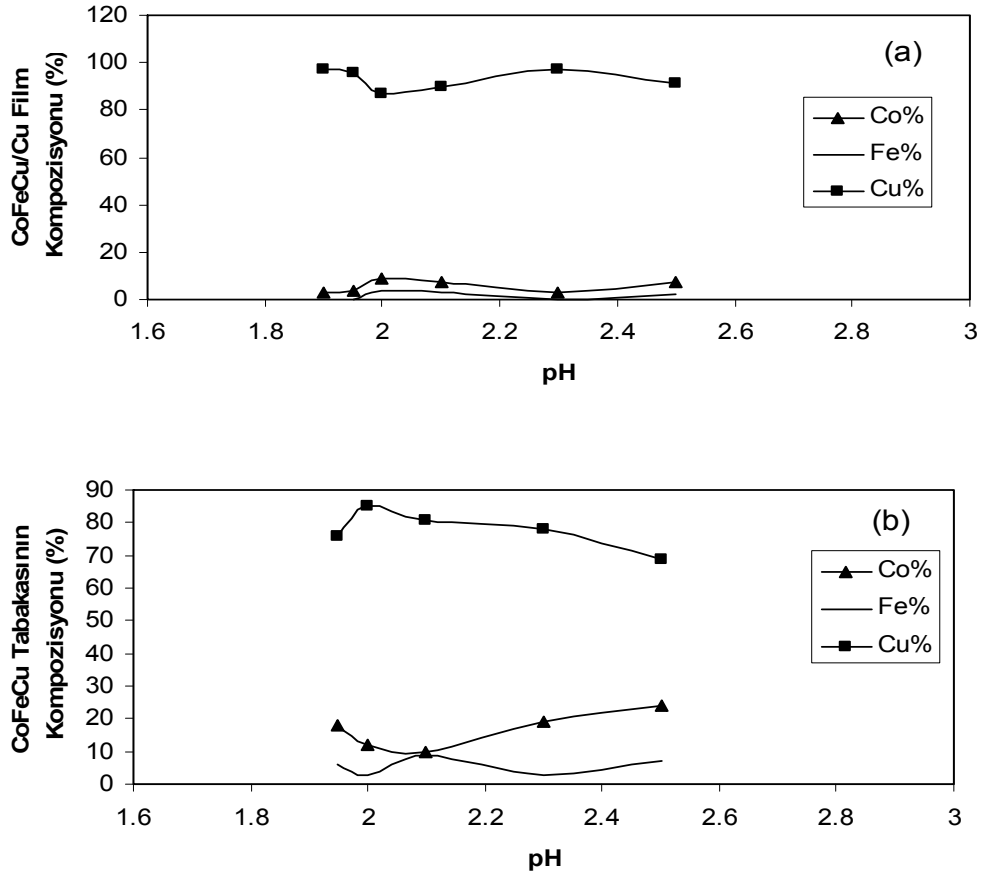 CoFeCu/Cu Film
Kompozisyonu (%)
120
100
80
60
40
20
0
(a)
Co%
Fe%
Cu%
1.6 1.8 2 2.2 2.4 2.6 2.8 3
pH
CoFeCu Tabakasının
Kompozisyonu (%)
90
80
70
60
50
40
30
20
10
0
(b)
Co%
Fe%
Cu%
1.6 1.8 2 2.2 2.4 2.6 2.8 3
pH